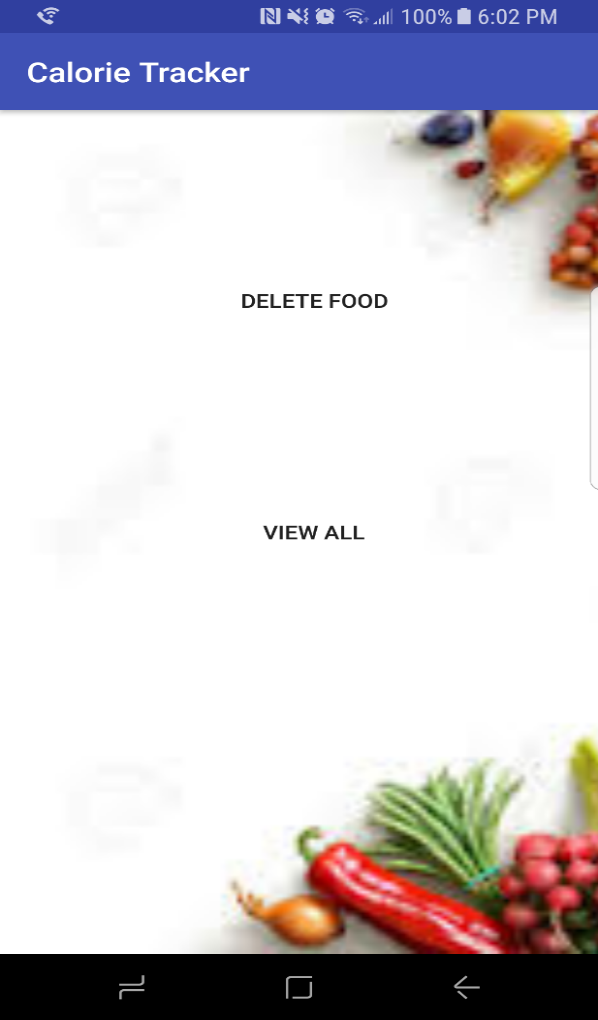 100% 6:02 PM
Calorie Tracker
DELETE FOOD
VIEW ALL